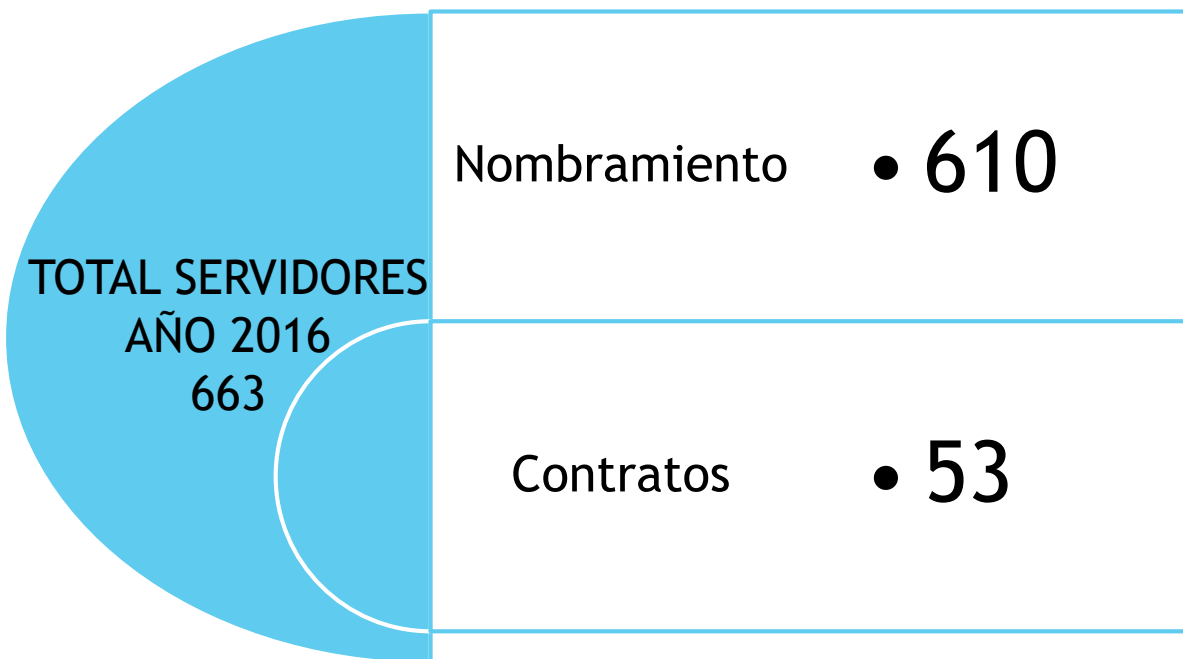 TOTAL SERVIDORES
AÑO 2016
663
Nombramiento
• 610
Contratos
• 53